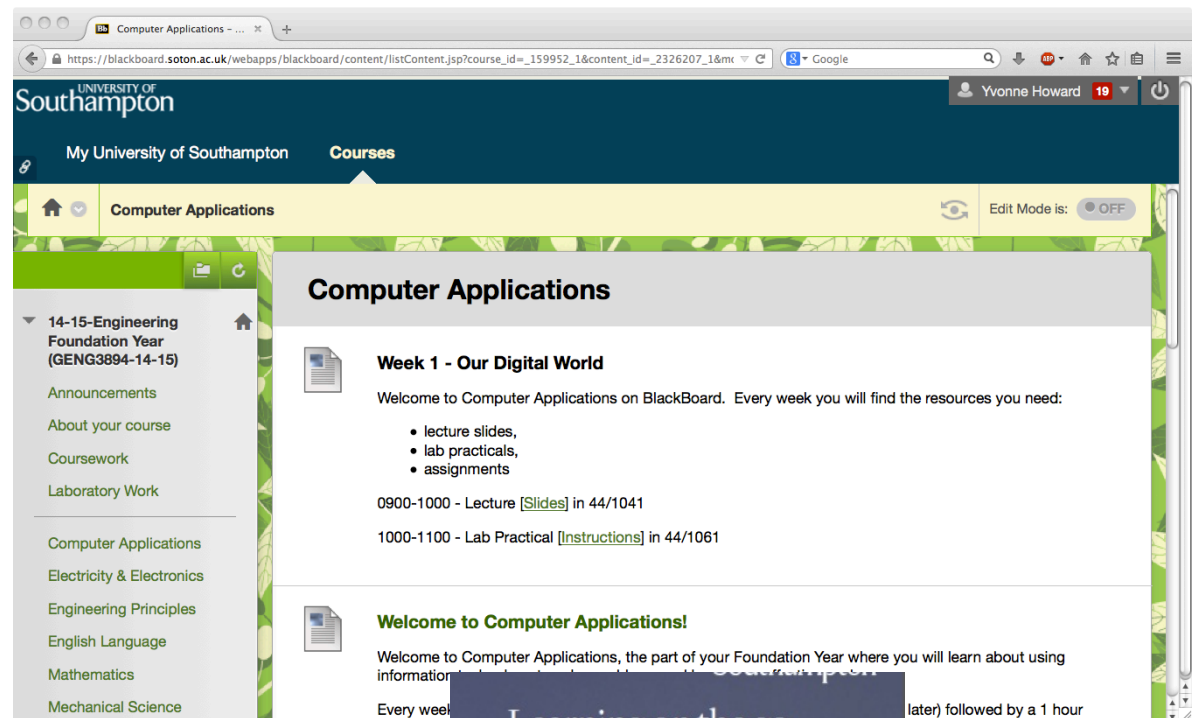 Computer Applications – ...
https://blackboard.soton.ac.uk/webapps/blackboard/content/listContent.jsp?course_id=_159952_1&content_id=_2326207_1&mc
Google
UNIVERSITY OF
Southampton
Yvonne Howard 19
My University of Southampton Courses
Computer Applications
Edit Mode is: OFF
14-15-Engineering
Foundation Year
(GENG3894-14-15)
Announcements
About your course
Coursework
Laboratory Work
Computer Applications
Electricity & Electronics
Engineering Principles
English Language
Mathematics
Mechanical Science
Computer Applications
Week 1 - Our Digital World
Welcome to Computer Applications on BlackBoard. Every week you will find the resources you need:
• lecture slides,
• lab practicals,
• assignments
0900-1000 - Lecture [Slides] in 44/1041
1000-1100 - Lab Practical [Instructions] in 44/1061
Welcome to Computer Applications!
Welcome to Computer Applications, the part of your Foundation Year where you will learn about using
information
Every week later) followed by a 1 hour
Southampton
Learning on the